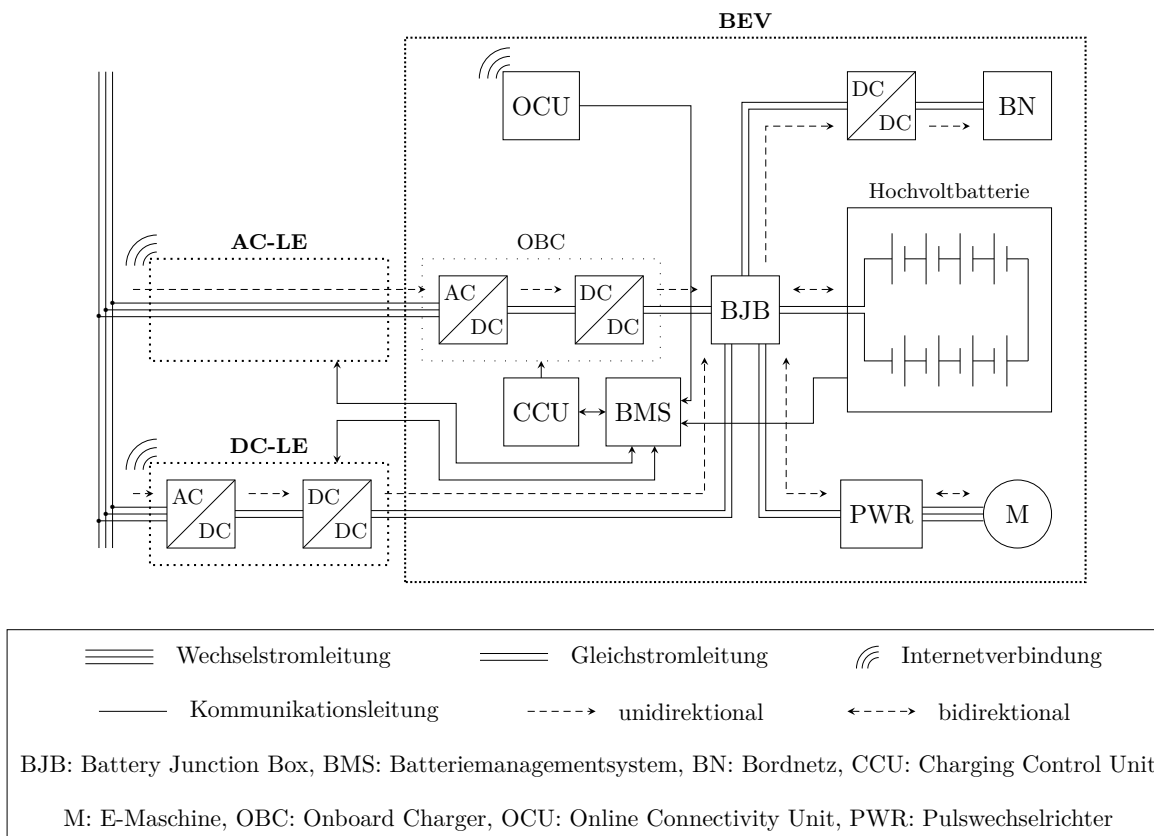 BEV
OCU
DC
DC
BN
Hochvoltbatterie
AC-LE
OBC
AC
DC
DC
DC
BJB
CCU
BMS
DC-LE
AC
DC
DC
DC
PWR
M
Wechselstromleitung
Gleichstromleitung
Internetverbindung
Kommunikationsleitung
unidirektional
bidirektional
BJB: Battery Junction Box, BMS: Batteriemanagementsystem, BN: Bordnetz, CCU: Charging Control Unit
M: E-Maschine, OBC: Onboard Charger, OCU: Online Connectivity Unit, PWR: Pulswechselrichter